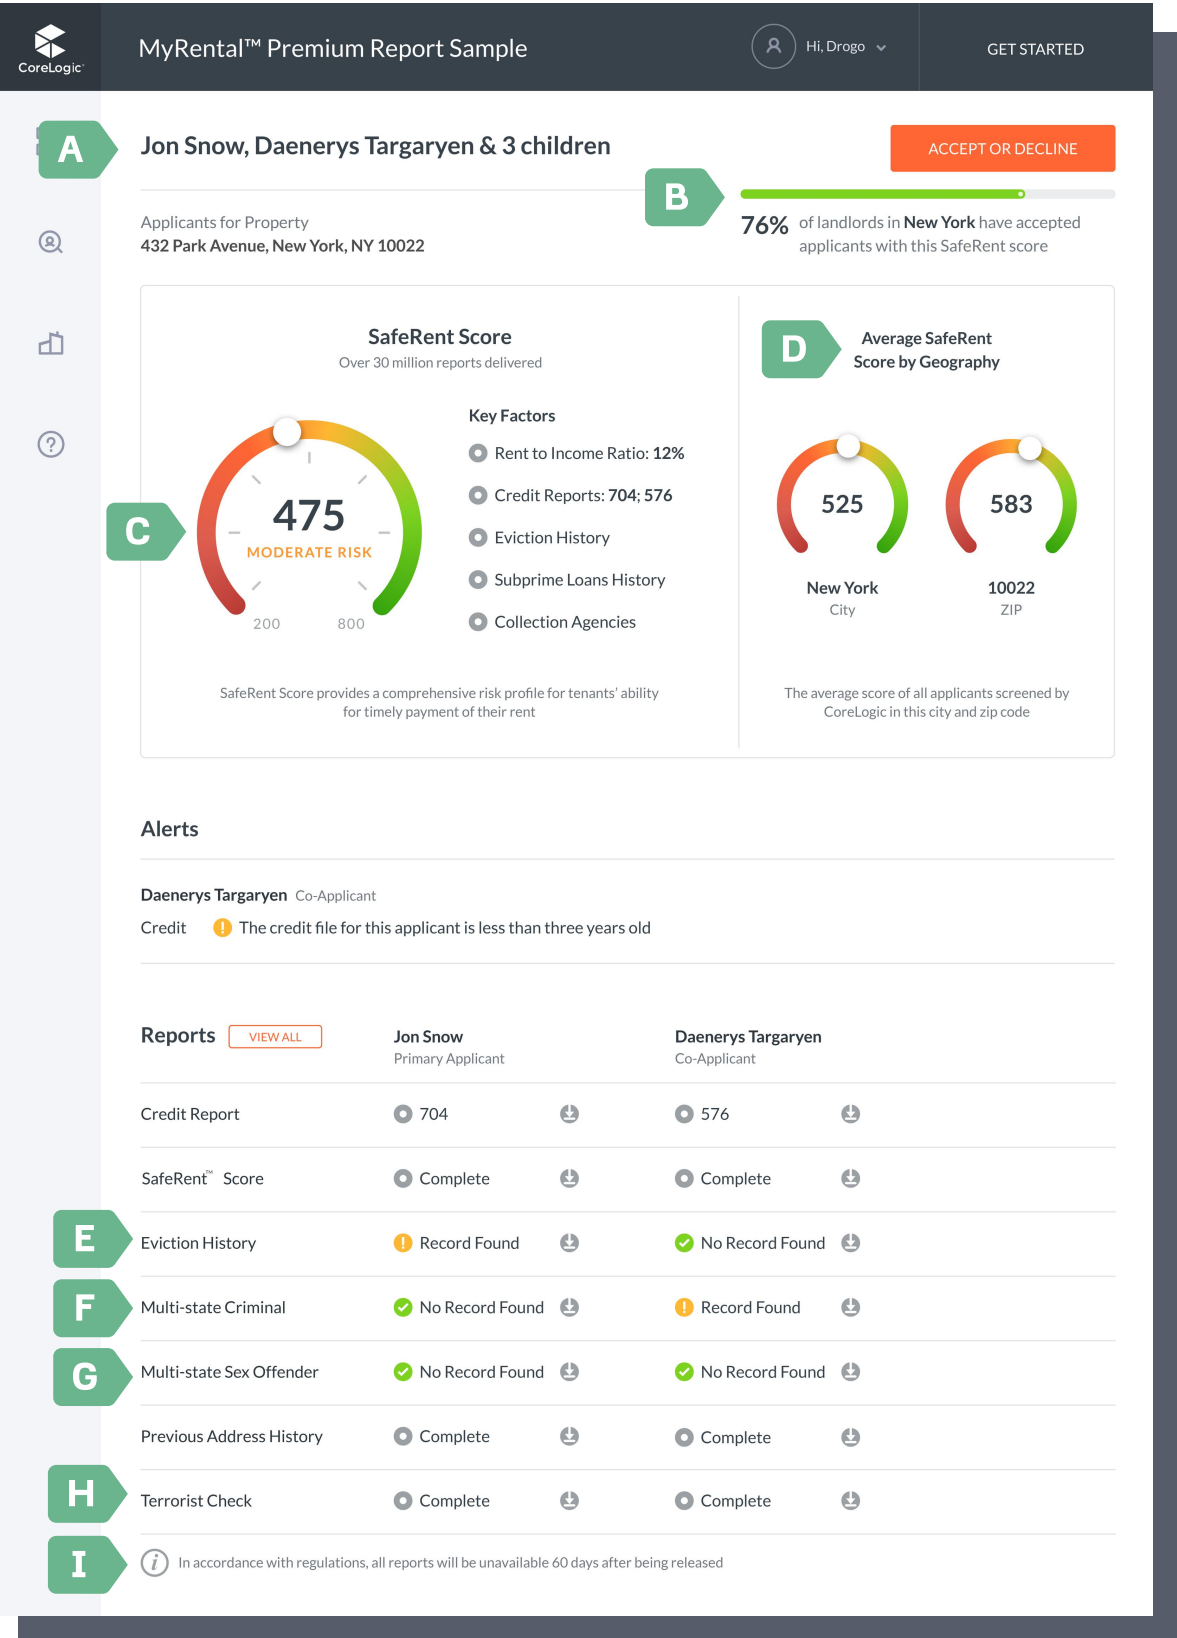 CoreLogic
MyRental™ Premium Report Sample
Hi, Drogo
GET STARTED
A
Jon Snow, Daenerys Targaryen & 3 children
ACCEPT OR DECLINE
B
Applicants for Property
432 Park Avenue, New York, NY 10022
76% of landlords in New York have accepted
applicants with this SafeRent score
SafeRent Score
Over 30 million reports delivered
Key Factors
Rent to Income Ratio: 12%
Credit Reports: 704; 576
Eviction History
Subprime Loans History
Collection Agencies
C
475
MODERATE RISK
200 800
SafeRent Score provides a comprehensive risk profile for tenants' ability
for timely payment of their rent
D
Average SafeRent
Score by Geography
525
New York
City
583
10022
ZIP
The average score of all applicants screened by
CoreLogic in this city and zip code
Alerts
Daenerys Targaryen Co-Applicant
Credit ! The credit file for this applicant is less than three years old
Reports VIEW ALL
Jon Snow
Primary Applicant
Daenerys Targaryen
Co-Applicant
Credit Report 704 576
SafeRent™ Score Complete Complete
E Eviction History ! Record Found No Record Found
F Multi-state Criminal No Record Found ! Record Found
G Multi-state Sex Offender No Record Found No Record Found
Previous Address History Complete Complete
H Terrorist Check Complete Complete
I i In accordance with regulations, all reports will be unavailable 60 days after being released